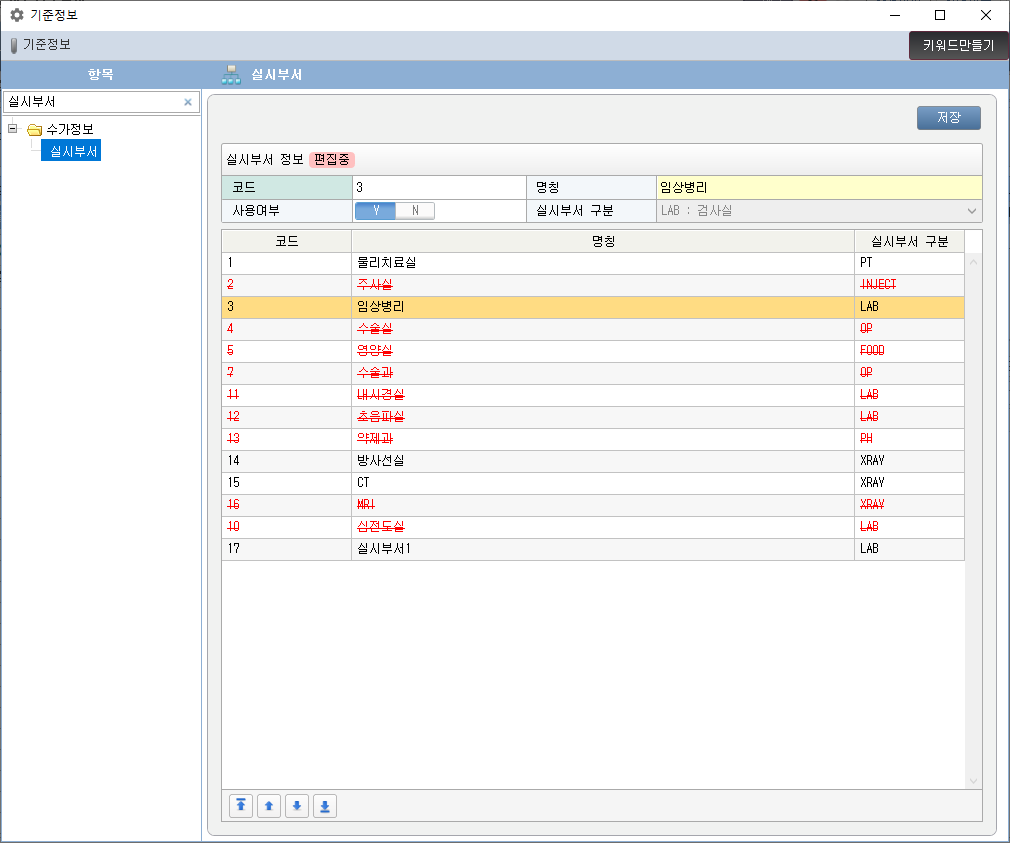 기준정보
기준정보
키워드만들기
항목
실시부서
실시부서
수가정보
실시부서
저장
실시부서 정보 편집중
코드 3 명칭 임상병리
사용여부 Y N 실시부서 구분 LAB : 검사실
코드 명칭 실시부서 구분
1 물리치료실 PT
2 주사실 INJECT
3 임상병리 LAB
4 수술실 OP
5 영양실 FOOD
7 수술과 OP
11 내시경실 LAB
12 초음파실 LAB
13 약제과 PH
14 방사선실 XRAY
15 CT XRAY
16 MRI XRAY
10 심전도실 LAB
17 실시부서1 LAB